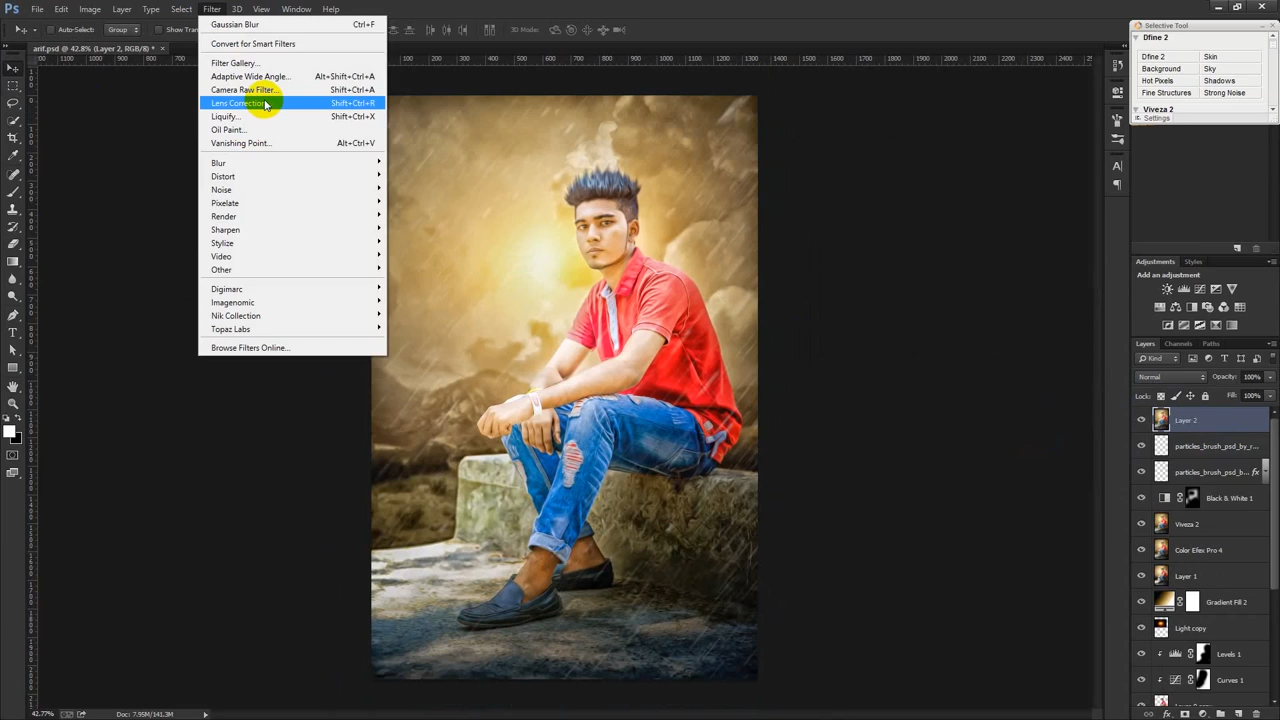 Ps File Edit Image Layer Type Select Filter 3D View Window Help
Auto-Select: Group Show Tran 3D Mode:
arif.psd @ 42.8% (Layer 2, RGB/8) *
Gaussian Blur Ctrl+F
Convert for Smart Filters
Filter Gallery...
Adaptive Wide Angle... Alt+Shift+Ctrl+A
Camera Raw Filter... Shift+Ctrl+A
Lens Correction... Shift+Ctrl+R
Liquify... Shift+Ctrl+X
Oil Paint...
Vanishing Point... Alt+Ctrl+V
Blur
Distort
Noise
Pixelate
Render
Sharpen
Stylize
Video
Other
Digimarc
Imagenomic
Nik Collection
Topaz Labs
Browse Filters Online...
Selective Tool
Dfine 2
Dfine 2 Skin
Background Sky
Hot Pixels Shadows
Fine Structures Strong Noise
Viveza 2
Settings
Adjustments Styles
Add an adjustment
Layers Channels Paths
Kind
Normal Opacity: 100%
Lock: Fill: 100%
Layer 2
particles_brush_psd_by_r...
particles_brush_psd_b... fx
Black & White 1
Viveza 2
Color Efex Pro 4
Layer 1
Gradient Fill 2
Light copy
Levels 1
Curves 1
42.77% Doc: 7.95M/141.3M